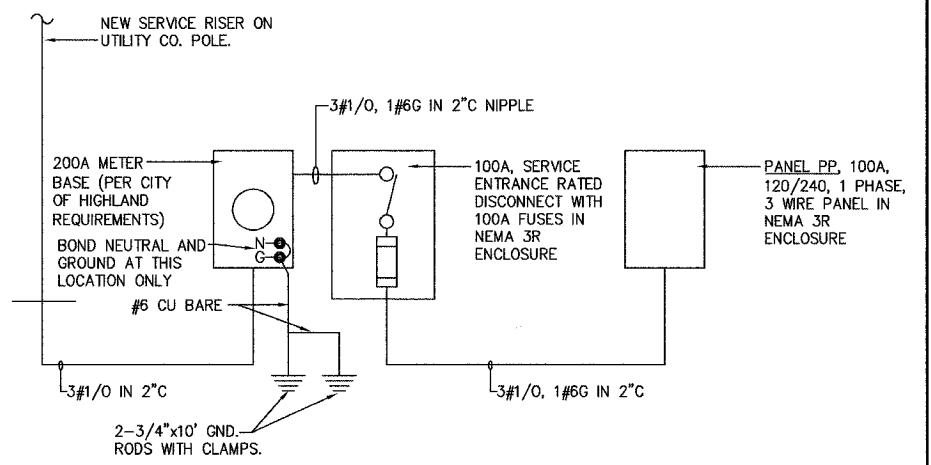 NEW SERVICE RISER ON
UTILITY CO. POLE.
3#1/0, 1#6G IN 2"C NIPPLE
200A METER
BASE (PER CITY
OF HIGHLAND
REQUIREMENTS)
BOND NEUTRAL AND
GROUND AT THIS
LOCATION ONLY
N
G
100A, SERVICE
ENTRANCE RATED
DISCONNECT WITH
100A FUSES IN
NEMA 3R
ENCLOSURE
PANEL PP, 100A,
120/240, 1 PHASE,
3 WIRE PANEL IN
NEMA 3R
ENCLOSURE
#6 CU BARE
3#1/0 IN 2"C
3#1/0, 1#6G IN 2"C
2-3/4"x10' GND.
RODS WITH CLAMPS.